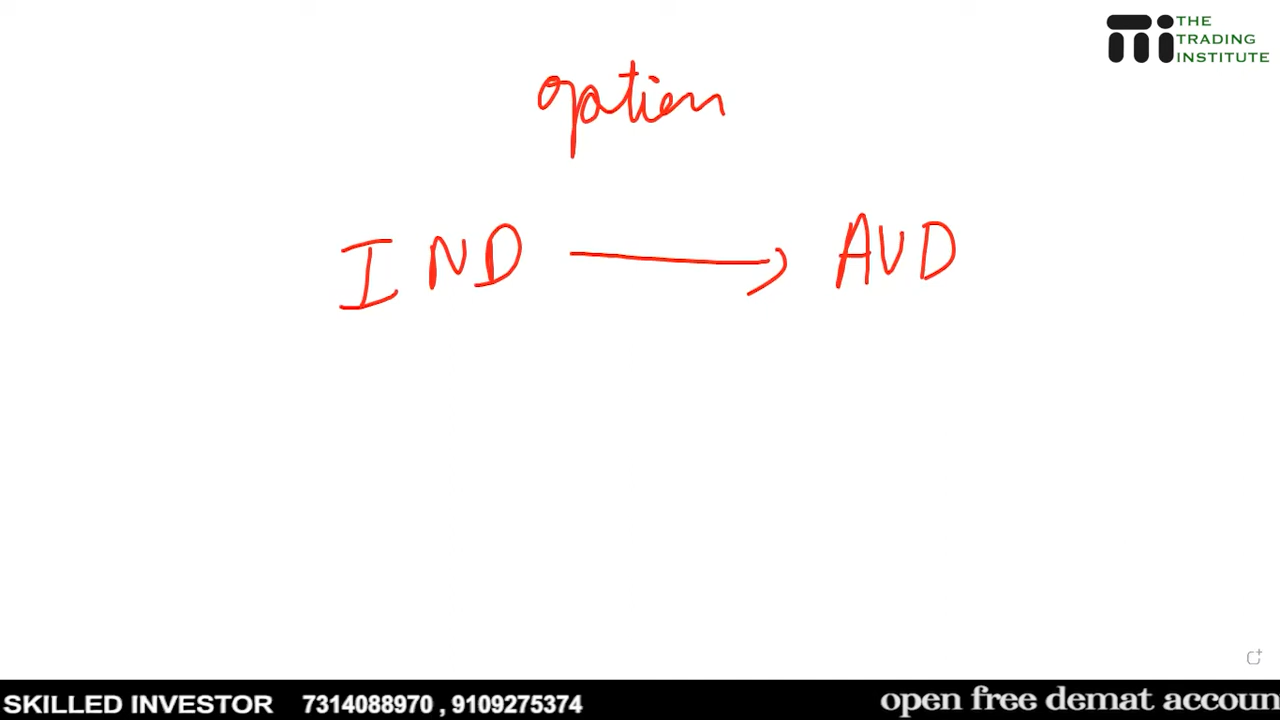 THE
TRADING
INSTITUTE
option
IND → AUD
SKILLED INVESTOR 7314088970 , 9109275374 open free demat accoun